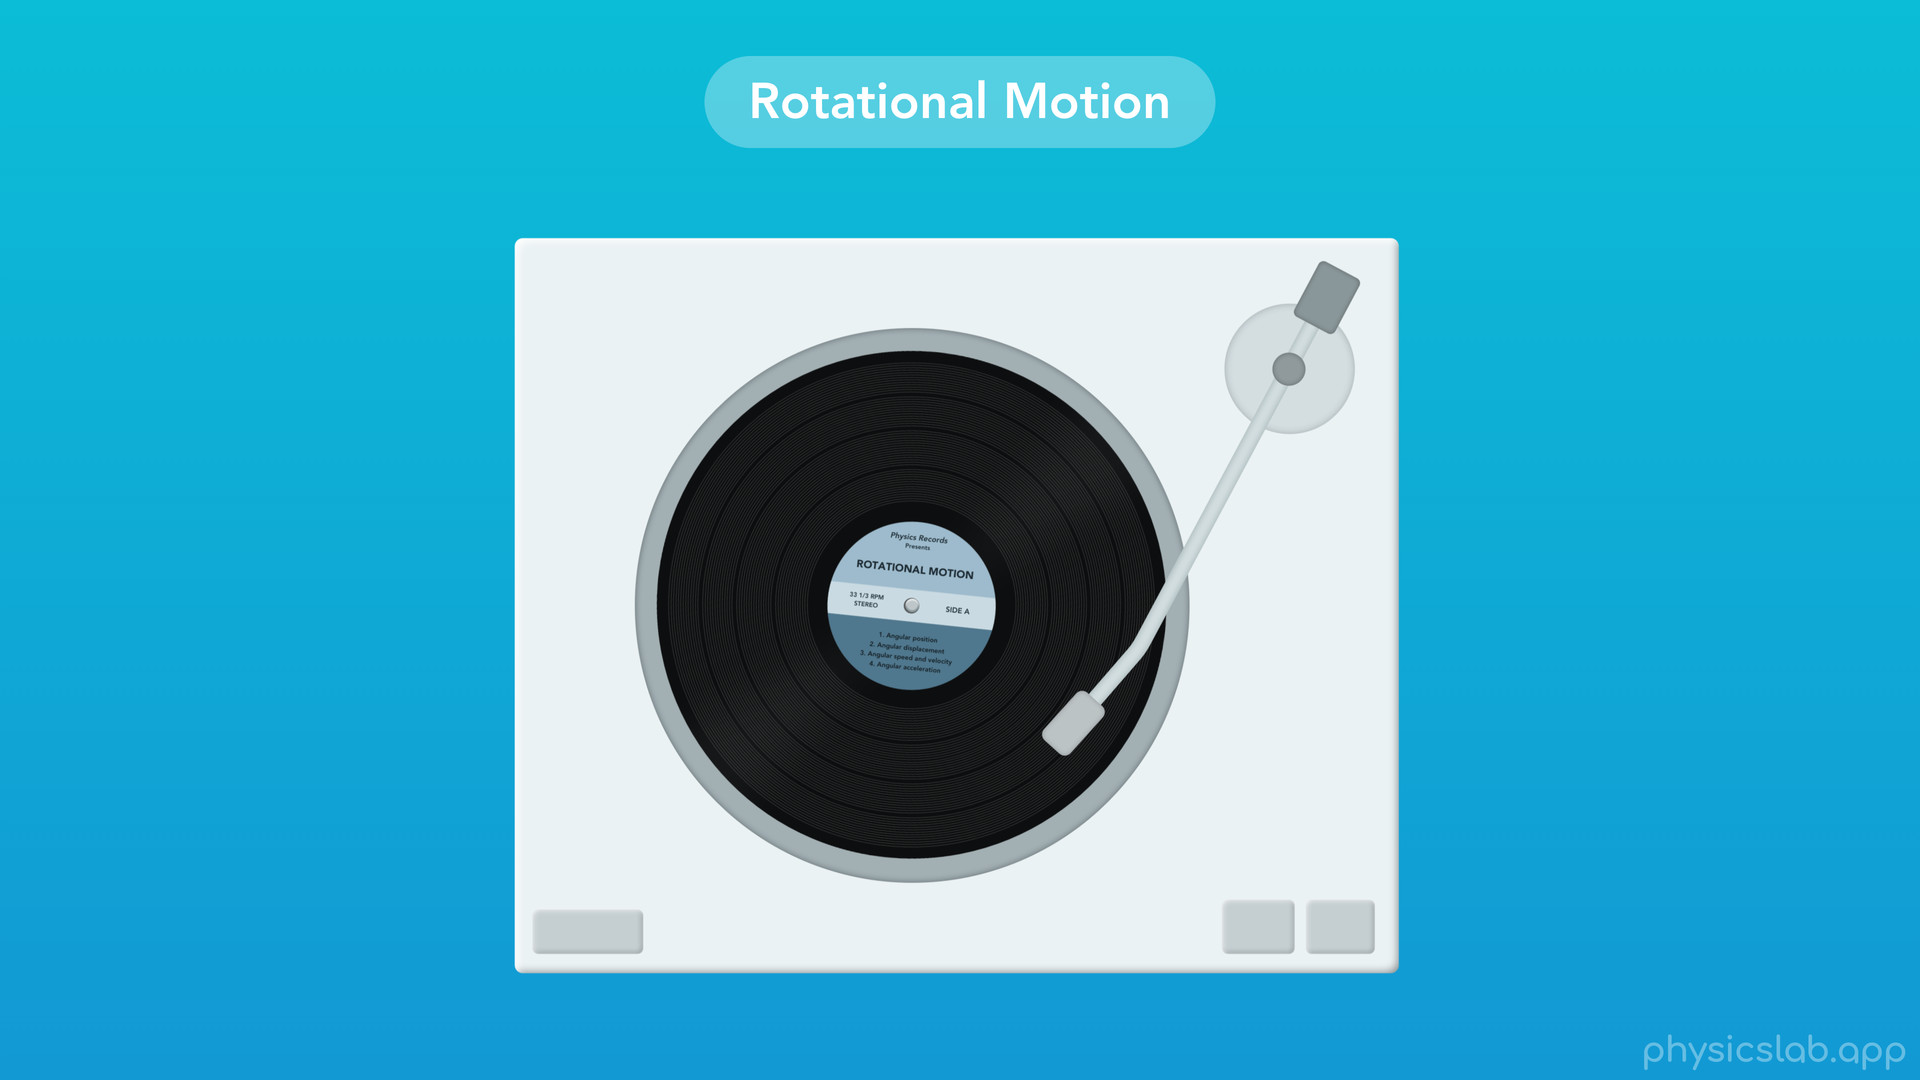 Rotational Motion
Physics Records
Presents
ROTATIONAL MOTION
33 1/3 RPM
STEREO
SIDE A
1. Angular position
2. Angular displacement
3. Angular speed and velocity
4. Angular acceleration
physicslab.app